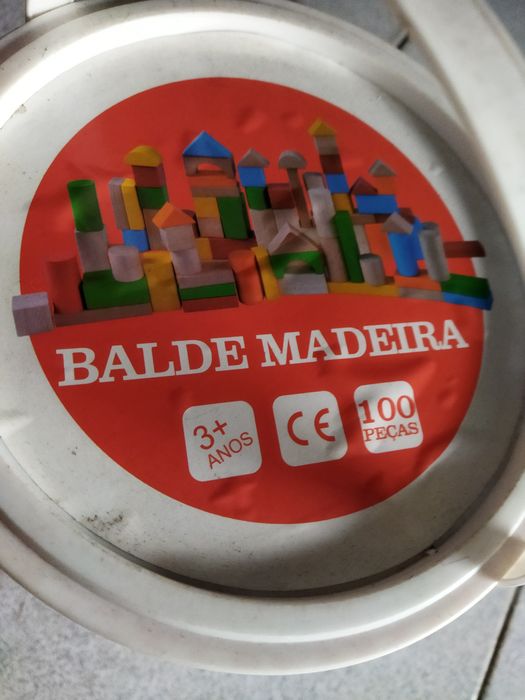 BALDE MADEIRA
3+
ANOS
CE
100
PEÇAS